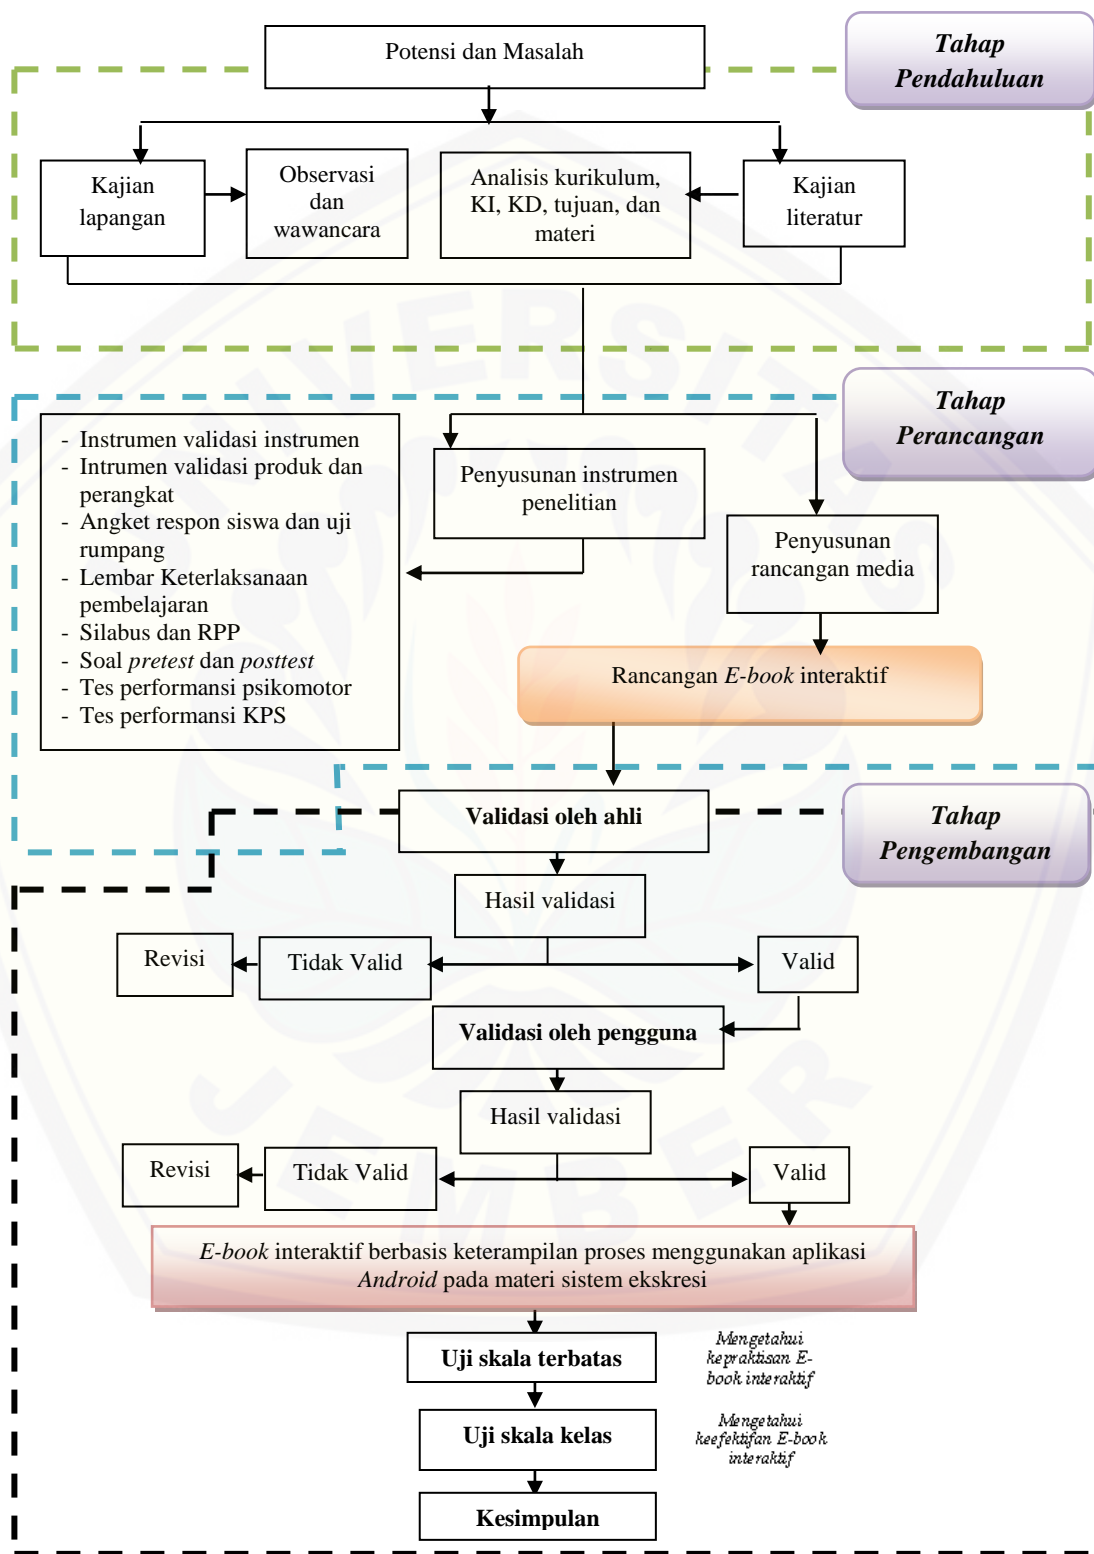 Potensi dan Masalah
Tahap
Pendahuluan
Kajian
lapangan
Observasi
dan
wawancara
Analisis kurikulum,
KI, KD, tujuan, dan
materi
Kajian
literatur
Tahap
Perancangan
- Instrumen validasi instrumen
- Intrumen validasi produk dan
perangkat
- Angket respon siswa dan uji
rumpang
- Lembar Keterlaksanaan
pembelajaran
- Silabus dan RPP
- Soal pretest dan posttest
- Tes performansi psikomotor
- Tes performansi KPS
Penyusunan instrumen
penelitian
Penyusunan
rancangan media
Rancangan E-book interaktif
Validasi oleh ahli
Tahap
Pengembangan
Hasil validasi
Revisi
Tidak Valid
Valid
Validasi oleh pengguna
Hasil validasi
Revisi
Tidak Valid
Valid
E-book interaktif berbasis keterampilan proses menggunakan aplikasi
Android pada materi sistem ekskresi
Uji skala terbatas
Mengetahui
kepraktisan E-
book interaktif
Uji skala kelas
Mengetahui
keefektifan E-book
interaktif
Kesimpulan
UNIVERSITAS
JEMBER